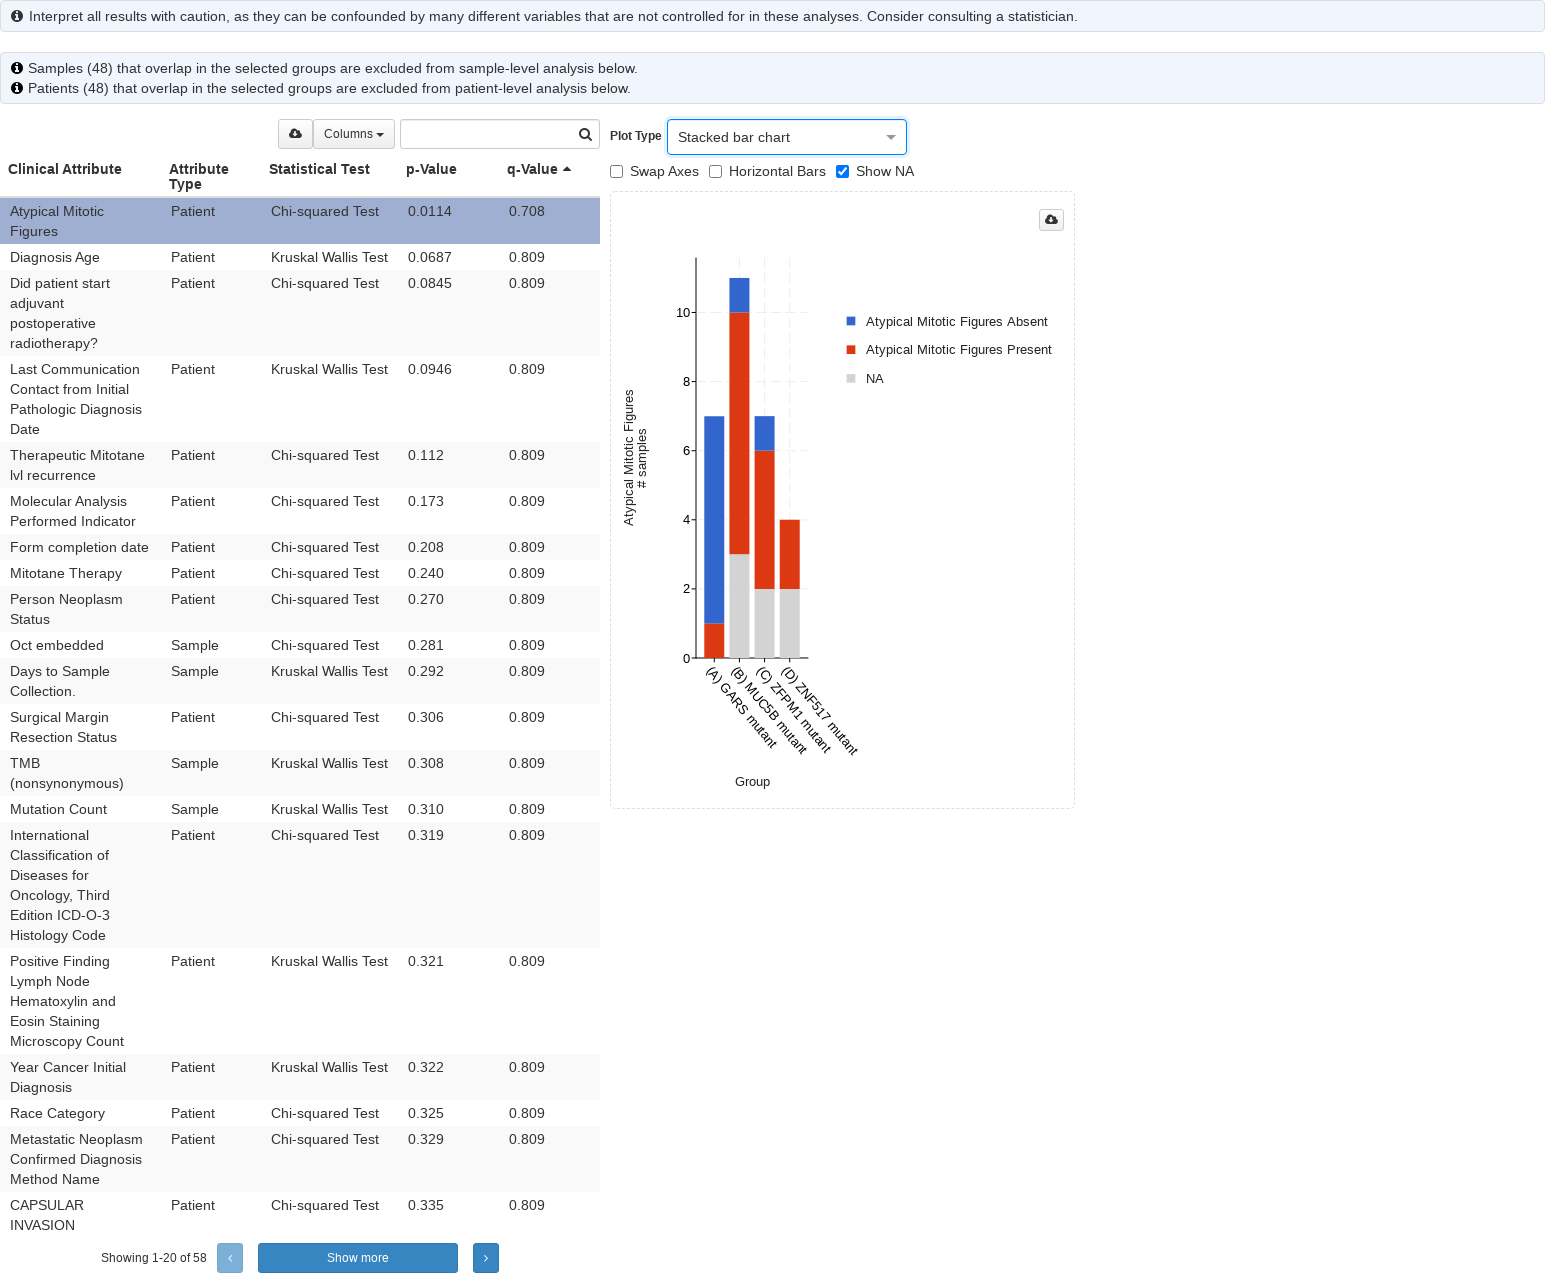 Interpret all results with caution, as they can be confounded by many different variables that are not controlled for in these analyses. Consider consulting a statistician.
Samples (48) that overlap in the selected groups are excluded from sample-level analysis below.
Patients (48) that overlap in the selected groups are excluded from patient-level analysis below.
Columns
Plot Type Stacked bar chart
Swap Axes Horizontal Bars Show NA
Clinical Attribute Attribute Type Statistical Test p-Value q-Value
Atypical Mitotic Figures Patient Chi-squared Test 0.0114 0.708
Diagnosis Age Patient Kruskal Wallis Test 0.0687 0.809
Did patient start adjuvant postoperative radiotherapy? Patient Chi-squared Test 0.0845 0.809
Last Communication Contact from Initial Pathologic Diagnosis Date Patient Kruskal Wallis Test 0.0946 0.809
Therapeutic Mitotane lvl recurrence Patient Chi-squared Test 0.112 0.809
Molecular Analysis Performed Indicator Patient Chi-squared Test 0.173 0.809
Form completion date Patient Chi-squared Test 0.208 0.809
Mitotane Therapy Patient Chi-squared Test 0.240 0.809
Person Neoplasm Status Patient Chi-squared Test 0.270 0.809
Oct embedded Sample Chi-squared Test 0.281 0.809
Days to Sample Collection. Sample Kruskal Wallis Test 0.292 0.809
Surgical Margin Resection Status Patient Chi-squared Test 0.306 0.809
TMB (nonsynonymous) Sample Kruskal Wallis Test 0.308 0.809
Mutation Count Sample Kruskal Wallis Test 0.310 0.809
International Classification of Diseases for Oncology, Third Edition ICD-O-3 Histology Code Patient Chi-squared Test 0.319 0.809
Positive Finding Lymph Node Hematoxylin and Eosin Staining Microscopy Count Patient Kruskal Wallis Test 0.321 0.809
Year Cancer Initial Diagnosis Patient Kruskal Wallis Test 0.322 0.809
Race Category Patient Chi-squared Test 0.325 0.809
Metastatic Neoplasm Confirmed Diagnosis Method Name Patient Chi-squared Test 0.329 0.809
CAPSULAR INVASION Patient Chi-squared Test 0.335 0.809
Showing 1-20 of 58 Show more
Atypical Mitotic Figures
# samples
10
8
6
4
2
0
(A) GARS mutant
(B) MUC5B mutant
(C) ZFPM1 mutant
(D) ZNF517 mutant
Group
Atypical Mitotic Figures Absent
Atypical Mitotic Figures Present
NA